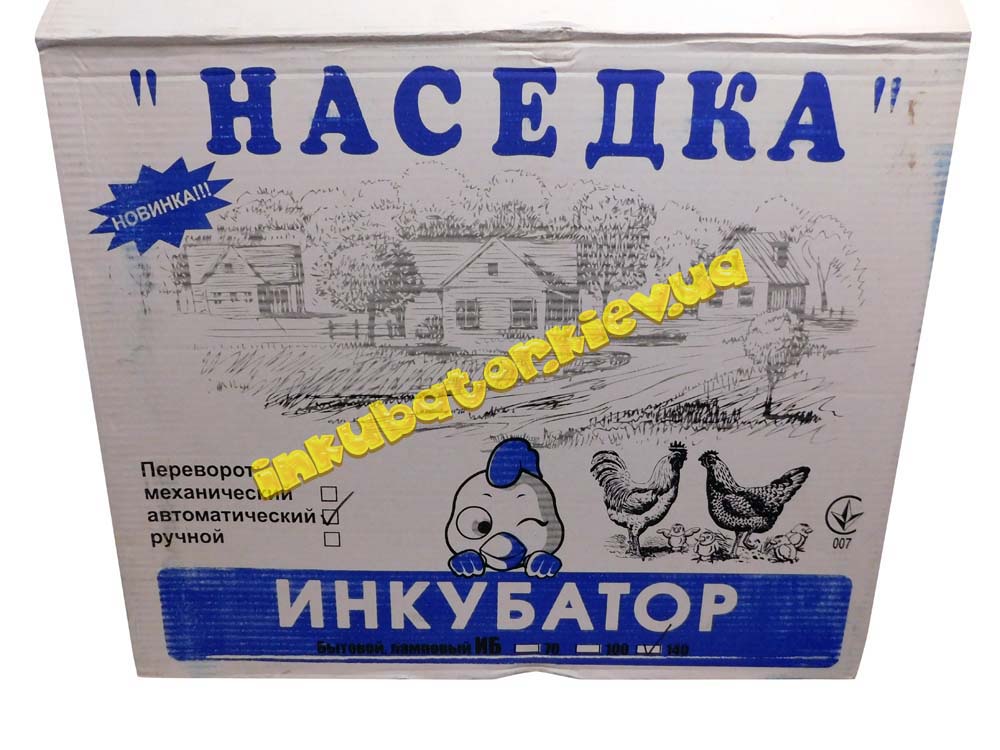 "НАСЕДКА"
НОВИНКА!!!
inkubator.kiev.ua
Переворот
механический
автоматический
ручной
007
ИНКУБАТОР
Бытовой, ламповый ИБ 70 100 140